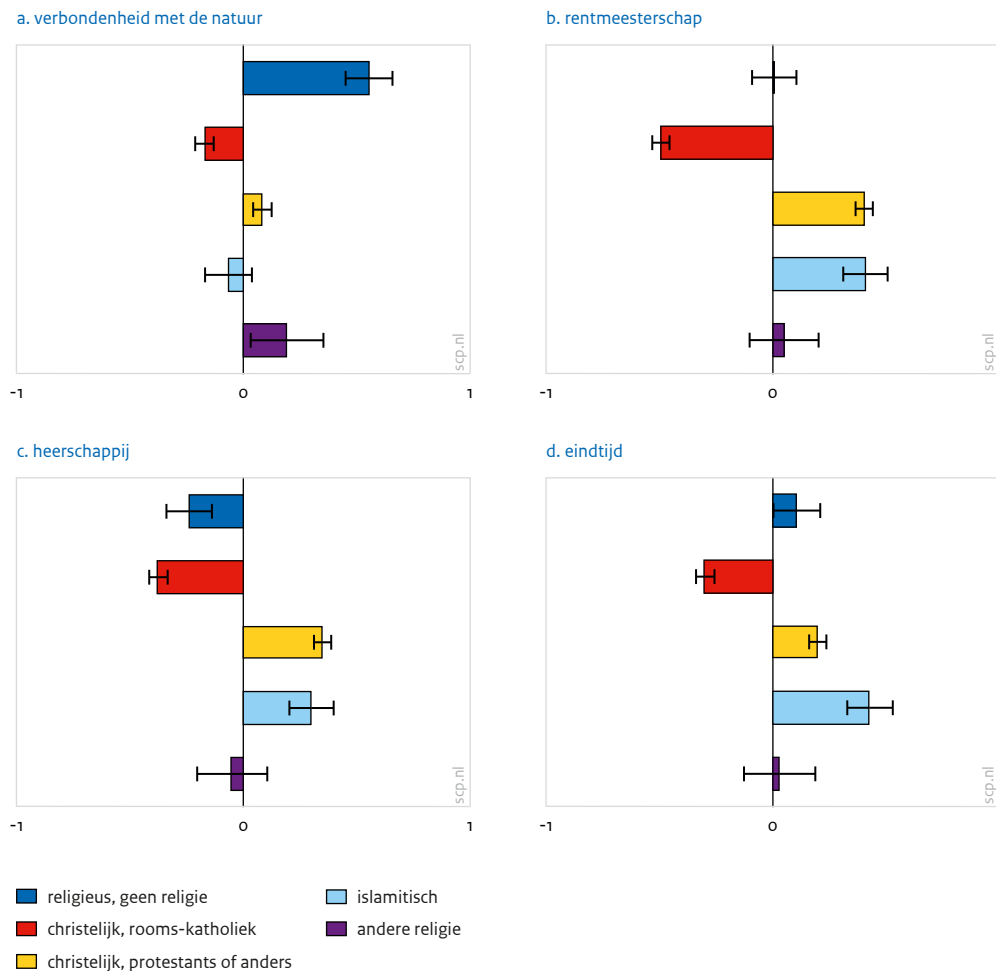 a. verbondenheid met de natuur
b. rentmeesterschap
scp.nl
scp.nl
-1
0
1
-1
0
c. heerschappij
d. eindtijd
scp.nl
scp.nl
-1
0
1
-1
0
religieus, geen religie
islamitisch
christelijk, rooms-katholiek
andere religie
christelijk, protestants of anders